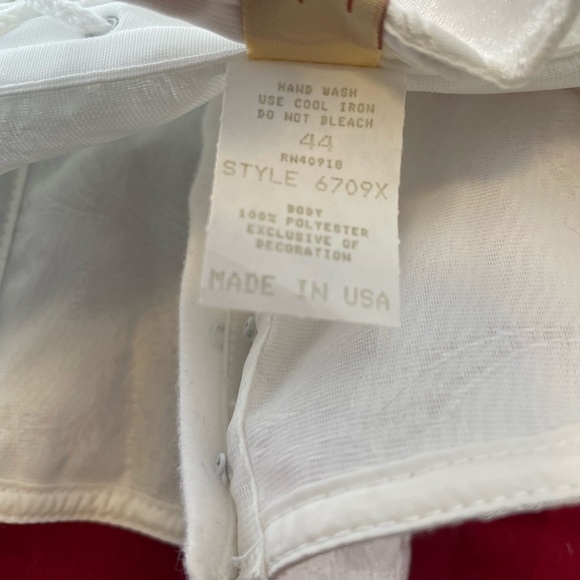 HAND WASH
USE COOL IRON
DO NOT BLEACH
44
RN40918
STYLE 6709X
BODY
100% POLYESTER
EXCLUSIVE OF
DECORATION
MADE IN USA